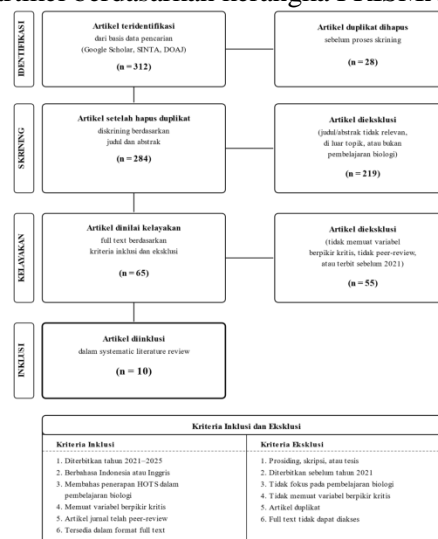 IDENTIFIKASI
Artikel teridentifikasi
dari basis data pencarian
(Google Scholar, SINTA, DOAJ)
(n = 312)
Artikel duplikat dihapus
sebelum proses skrining
(n = 28)
SKRINING
Artikel setelah hapus duplikat
diskrining berdasarkan
judul dan abstrak
(n = 284)
Artikel dieksklusi
(judul/abstrak tidak relevan,
di luar topik, atau bukan
pembelajaran biologi)
(n = 219)
KELAYAKAN
Artikel dinilai kelayakan
full text berdasarkan
kriteria inklusi dan eksklusi
(n = 65)
Artikel dieksklusi
(tidak memuat variabel
berpikir kritis, tidak peer-review,
atau terbit sebelum 2021)
(n = 55)
INKLUSI
Artikel diinklusi
dalam systematic literature review
(n = 10)
Kriteria Inklusi dan Eksklusi
Kriteria Inklusi
1. Diterbitkan tahun 2021–2025
2. Berbahasa Indonesia atau Inggris
3. Membahas penerapan HOTS dalam
pembelajaran biologi
4. Memuat variabel berpikir kritis
5. Artikel jurnal telah peer-review
6. Tersedia dalam format full text
Kriteria Eksklusi
1. Prosiding, skripsi, atau tesis
2. Diterbitkan sebelum tahun 2021
3. Tidak fokus pada pembelajaran biologi
4. Tidak memuat variabel berpikir kritis
5. Artikel duplikat
6. Full text tidak dapat diakses